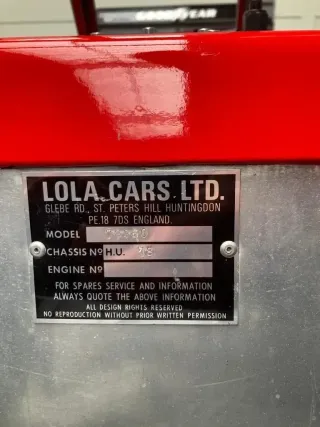 GOODYEAR
LOLA CARS LTD.
GLEBE RD., ST. PETERS HILL HUNTINGDON
PE.18 7DS ENGLAND.
MODEL
CHASSIS Nº H.U. 78
ENGINE Nº
FOR SPARES SERVICE AND INFORMATION
ALWAYS QUOTE THE ABOVE INFORMATION
ALL DESIGN RIGHTS RESERVED
NO REPRODUCTION WITHOUT PRIOR WRITTEN PERMISSION